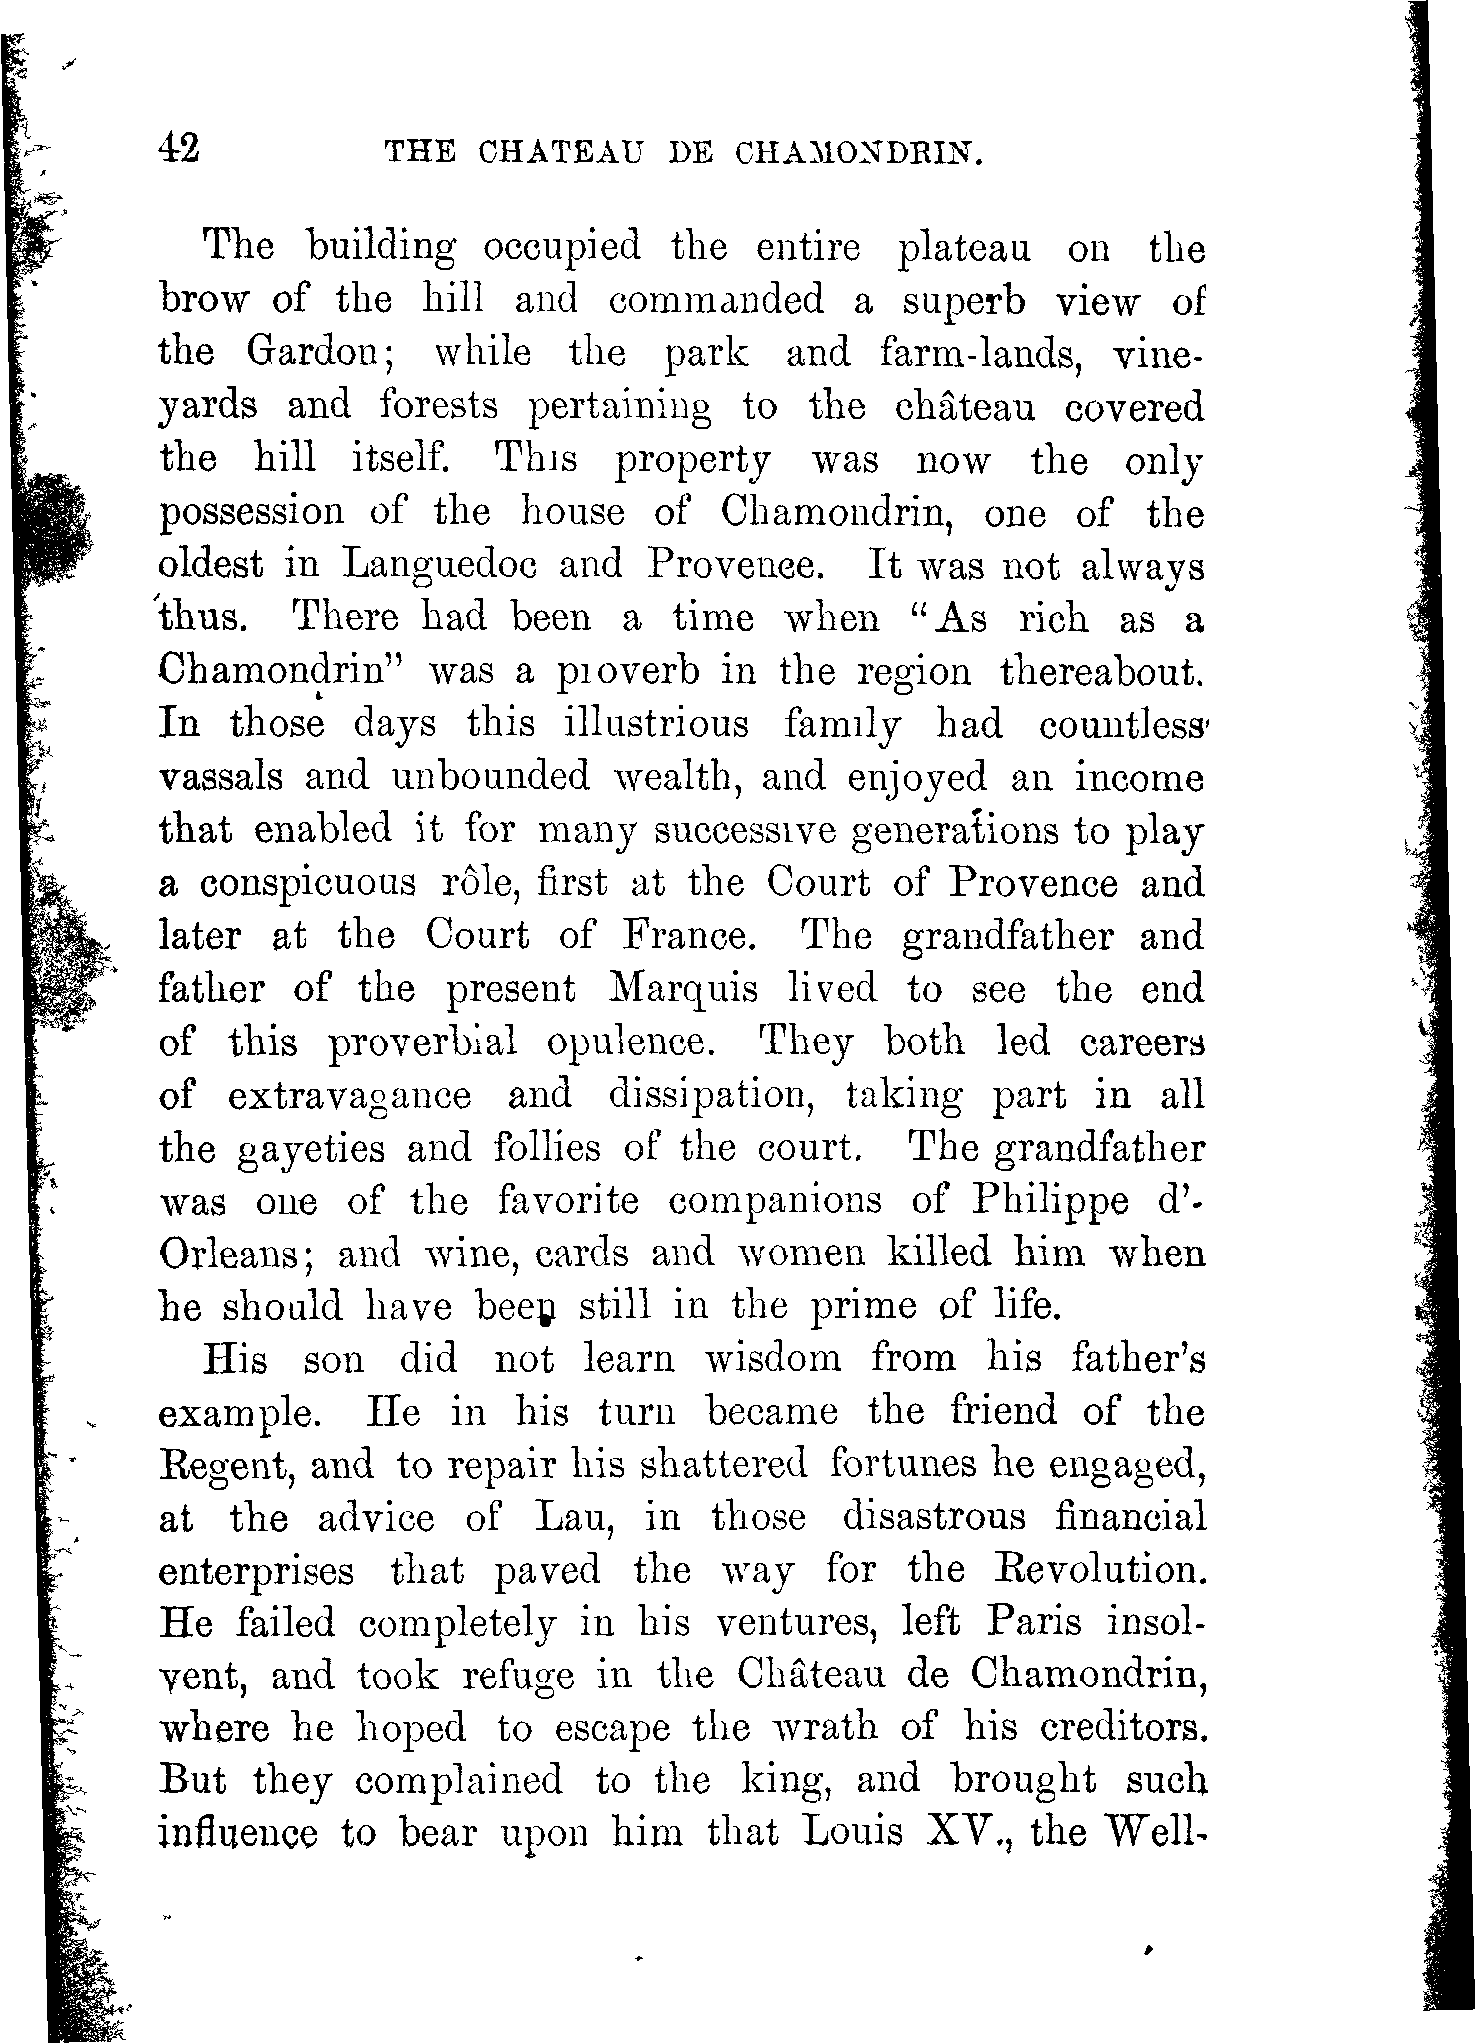 42 THE CHATEAU DE CHAMONDRIN.
The building occupied the entire plateau on the
brow of the hill and commanded a superb view of
the Gardon; while the park and farm-lands, vine-
yards and forests pertaining to the château covered
the hill itself. This property was now the only
possession of the house of Chamondrin, one of the
oldest in Languedoc and Provence. It was not always
thus. There had been a time when "As rich as a
Chamondrin" was a proverb in the region thereabout.
In those days this illustrious family had countless
vassals and unbounded wealth, and enjoyed an income
that enabled it for many successive generations to play
a conspicuous rôle, first at the Court of Provence and
later at the Court of France. The grandfather and
father of the present Marquis lived to see the end
of this proverbial opulence. They both led careers
of extravagance and dissipation, taking part in all
the gayeties and follies of the court. The grandfather
was one of the favorite companions of Philippe d'-
Orleans; and wine, cards and women killed him when
he should have been still in the prime of life.
His son did not learn wisdom from his father's
example. He in his turn became the friend of the
Regent, and to repair his shattered fortunes he engaged,
at the advice of Lau, in those disastrous financial
enterprises that paved the way for the Revolution.
He failed completely in his ventures, left Paris insol-
vent, and took refuge in the Château de Chamondrin,
where he hoped to escape the wrath of his creditors.
But they complained to the king, and brought such
influence to bear upon him that Louis XV., the Well-